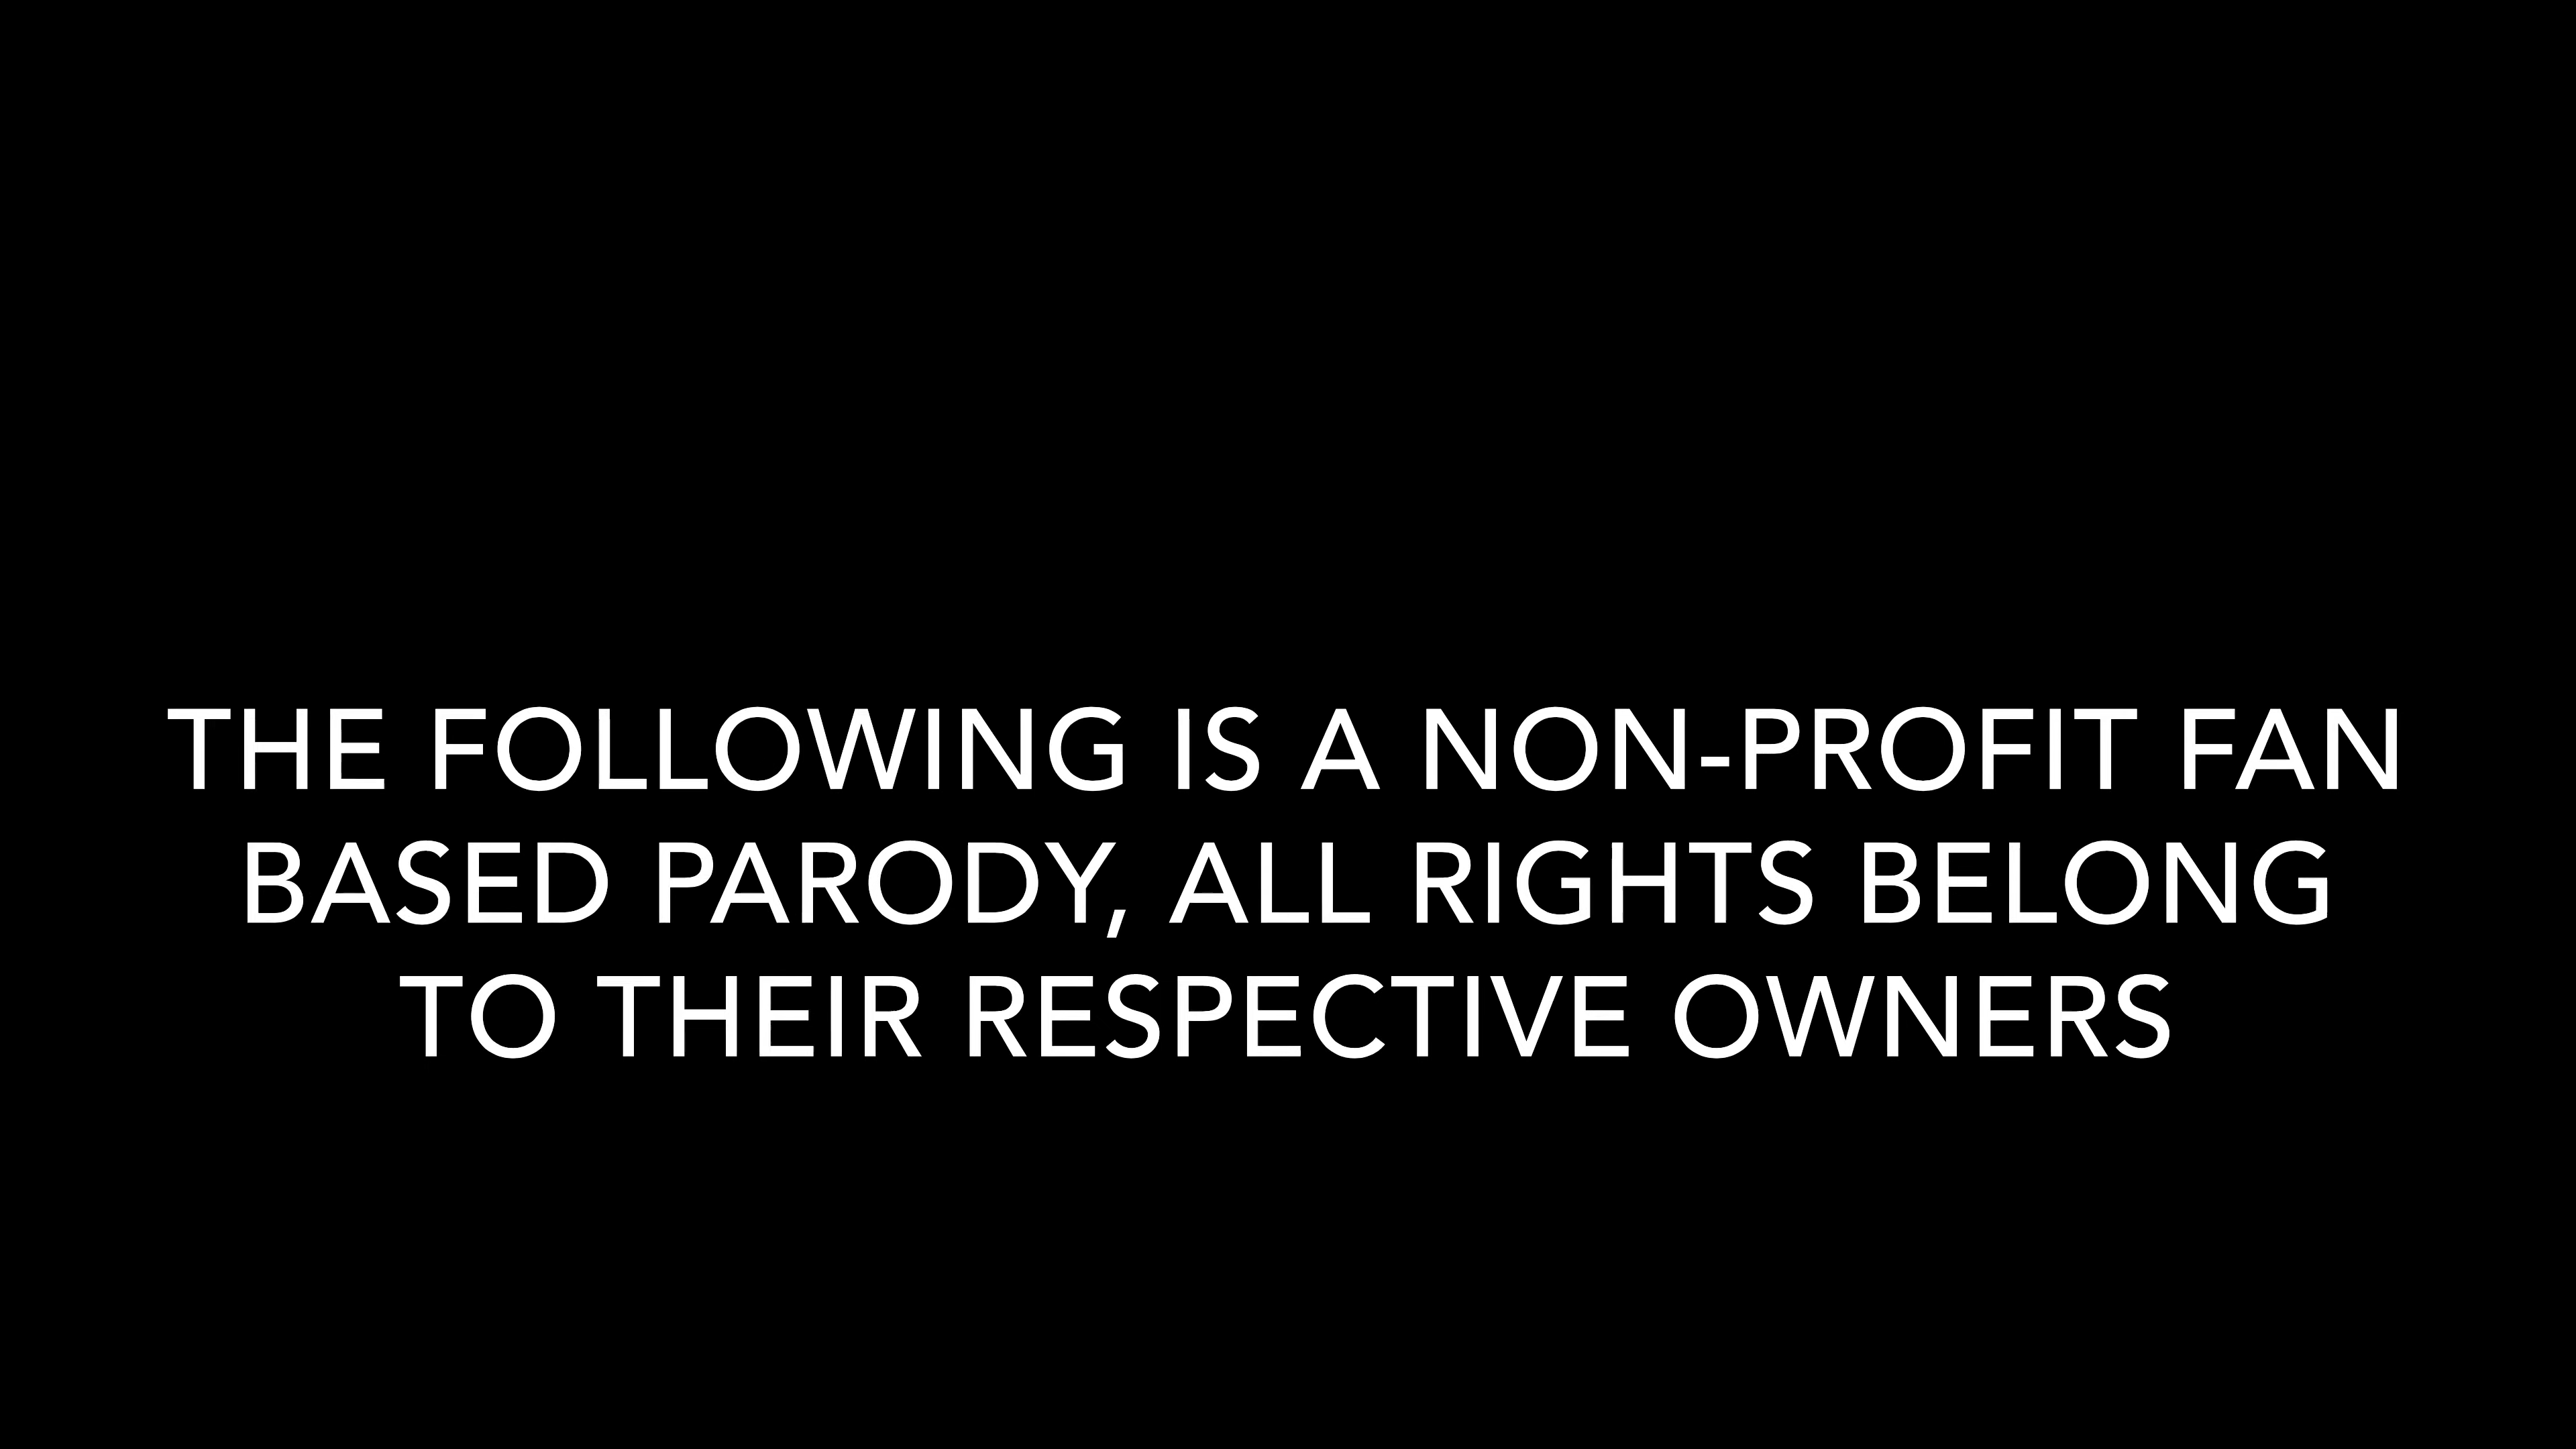 THE FOLLOWING IS A NON-PROFIT FAN
BASED PARODY, ALL RIGHTS BELONG
TO THEIR RESPECTIVE OWNERS